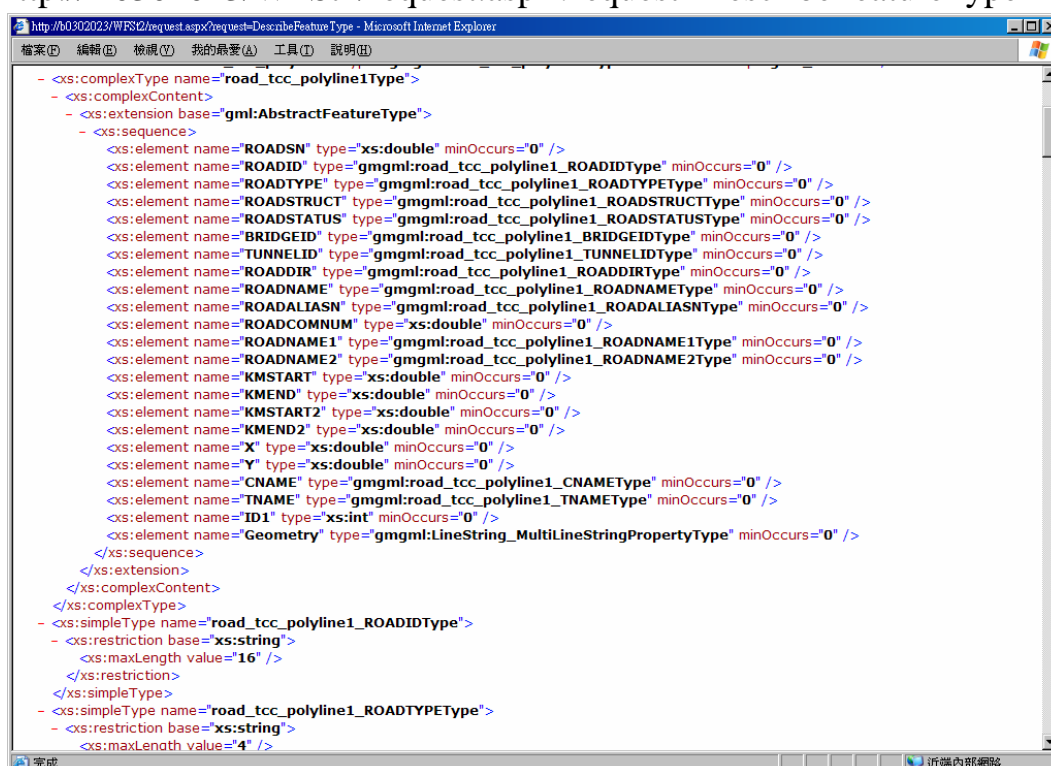 http://h0302023/WFSt2/request.aspx?request=DescribeFeatureType - Microsoft Internet Explorer
檔案(F) 編輯(E) 檢視(V) 我的最愛(A) 工具(T) 說明(H)
- <xs:complexType name="road_tcc_polyline1Type">
- <xs:complexContent>
- <xs:extension base="gml:AbstractFeatureType">
- <xs:sequence>
<xs:element name="ROADSN" type="xs:double" minOccurs="0" />
<xs:element name="ROADID" type="gmgml:road_tcc_polyline1_ROADIDType" minOccurs="0" />
<xs:element name="ROADTYPE" type="gmgml:road_tcc_polyline1_ROADTYPEType" minOccurs="0" />
<xs:element name="ROADSTRUCT" type="gmgml:road_tcc_polyline1_ROADSTRUCTType" minOccurs="0" />
<xs:element name="ROADSTATUS" type="gmgml:road_tcc_polyline1_ROADSTATUSType" minOccurs="0" />
<xs:element name="BRIDGEID" type="gmgml:road_tcc_polyline1_BRIDGEIDType" minOccurs="0" />
<xs:element name="TUNNELID" type="gmgml:road_tcc_polyline1_TUNNELIDType" minOccurs="0" />
<xs:element name="ROADDIR" type="gmgml:road_tcc_polyline1_ROADDIRType" minOccurs="0" />
<xs:element name="ROADNAME" type="gmgml:road_tcc_polyline1_ROADNAMEType" minOccurs="0" />
<xs:element name="ROADALIASN" type="gmgml:road_tcc_polyline1_ROADALIASNType" minOccurs="0" />
<xs:element name="ROADCOMNUM" type="xs:double" minOccurs="0" />
<xs:element name="ROADNAME1" type="gmgml:road_tcc_polyline1_ROADNAME1Type" minOccurs="0" />
<xs:element name="ROADNAME2" type="gmgml:road_tcc_polyline1_ROADNAME2Type" minOccurs="0" />
<xs:element name="KMSTART" type="xs:double" minOccurs="0" />
<xs:element name="KMEND" type="xs:double" minOccurs="0" />
<xs:element name="KMSTART2" type="xs:double" minOccurs="0" />
<xs:element name="KMEND2" type="xs:double" minOccurs="0" />
<xs:element name="X" type="xs:double" minOccurs="0" />
<xs:element name="Y" type="xs:double" minOccurs="0" />
<xs:element name="CNAME" type="gmgml:road_tcc_polyline1_CNAMEType" minOccurs="0" />
<xs:element name="TNAME" type="gmgml:road_tcc_polyline1_TNAMEType" minOccurs="0" />
<xs:element name="ID1" type="xs:int" minOccurs="0" />
<xs:element name="Geometry" type="gmgml:LineString_MultiLineStringPropertyType" minOccurs="0" />
</xs:sequence>
</xs:extension>
</xs:complexContent>
</xs:complexType>
- <xs:simpleType name="road_tcc_polyline1_ROADIDType">
- <xs:restriction base="xs:string">
<xs:maxLength value="16" />
</xs:restriction>
</xs:simpleType>
- <xs:simpleType name="road_tcc_polyline1_ROADTYPEType">
- <xs:restriction base="xs:string">
<xs:maxLength value="4" />
完成 近端內部網路